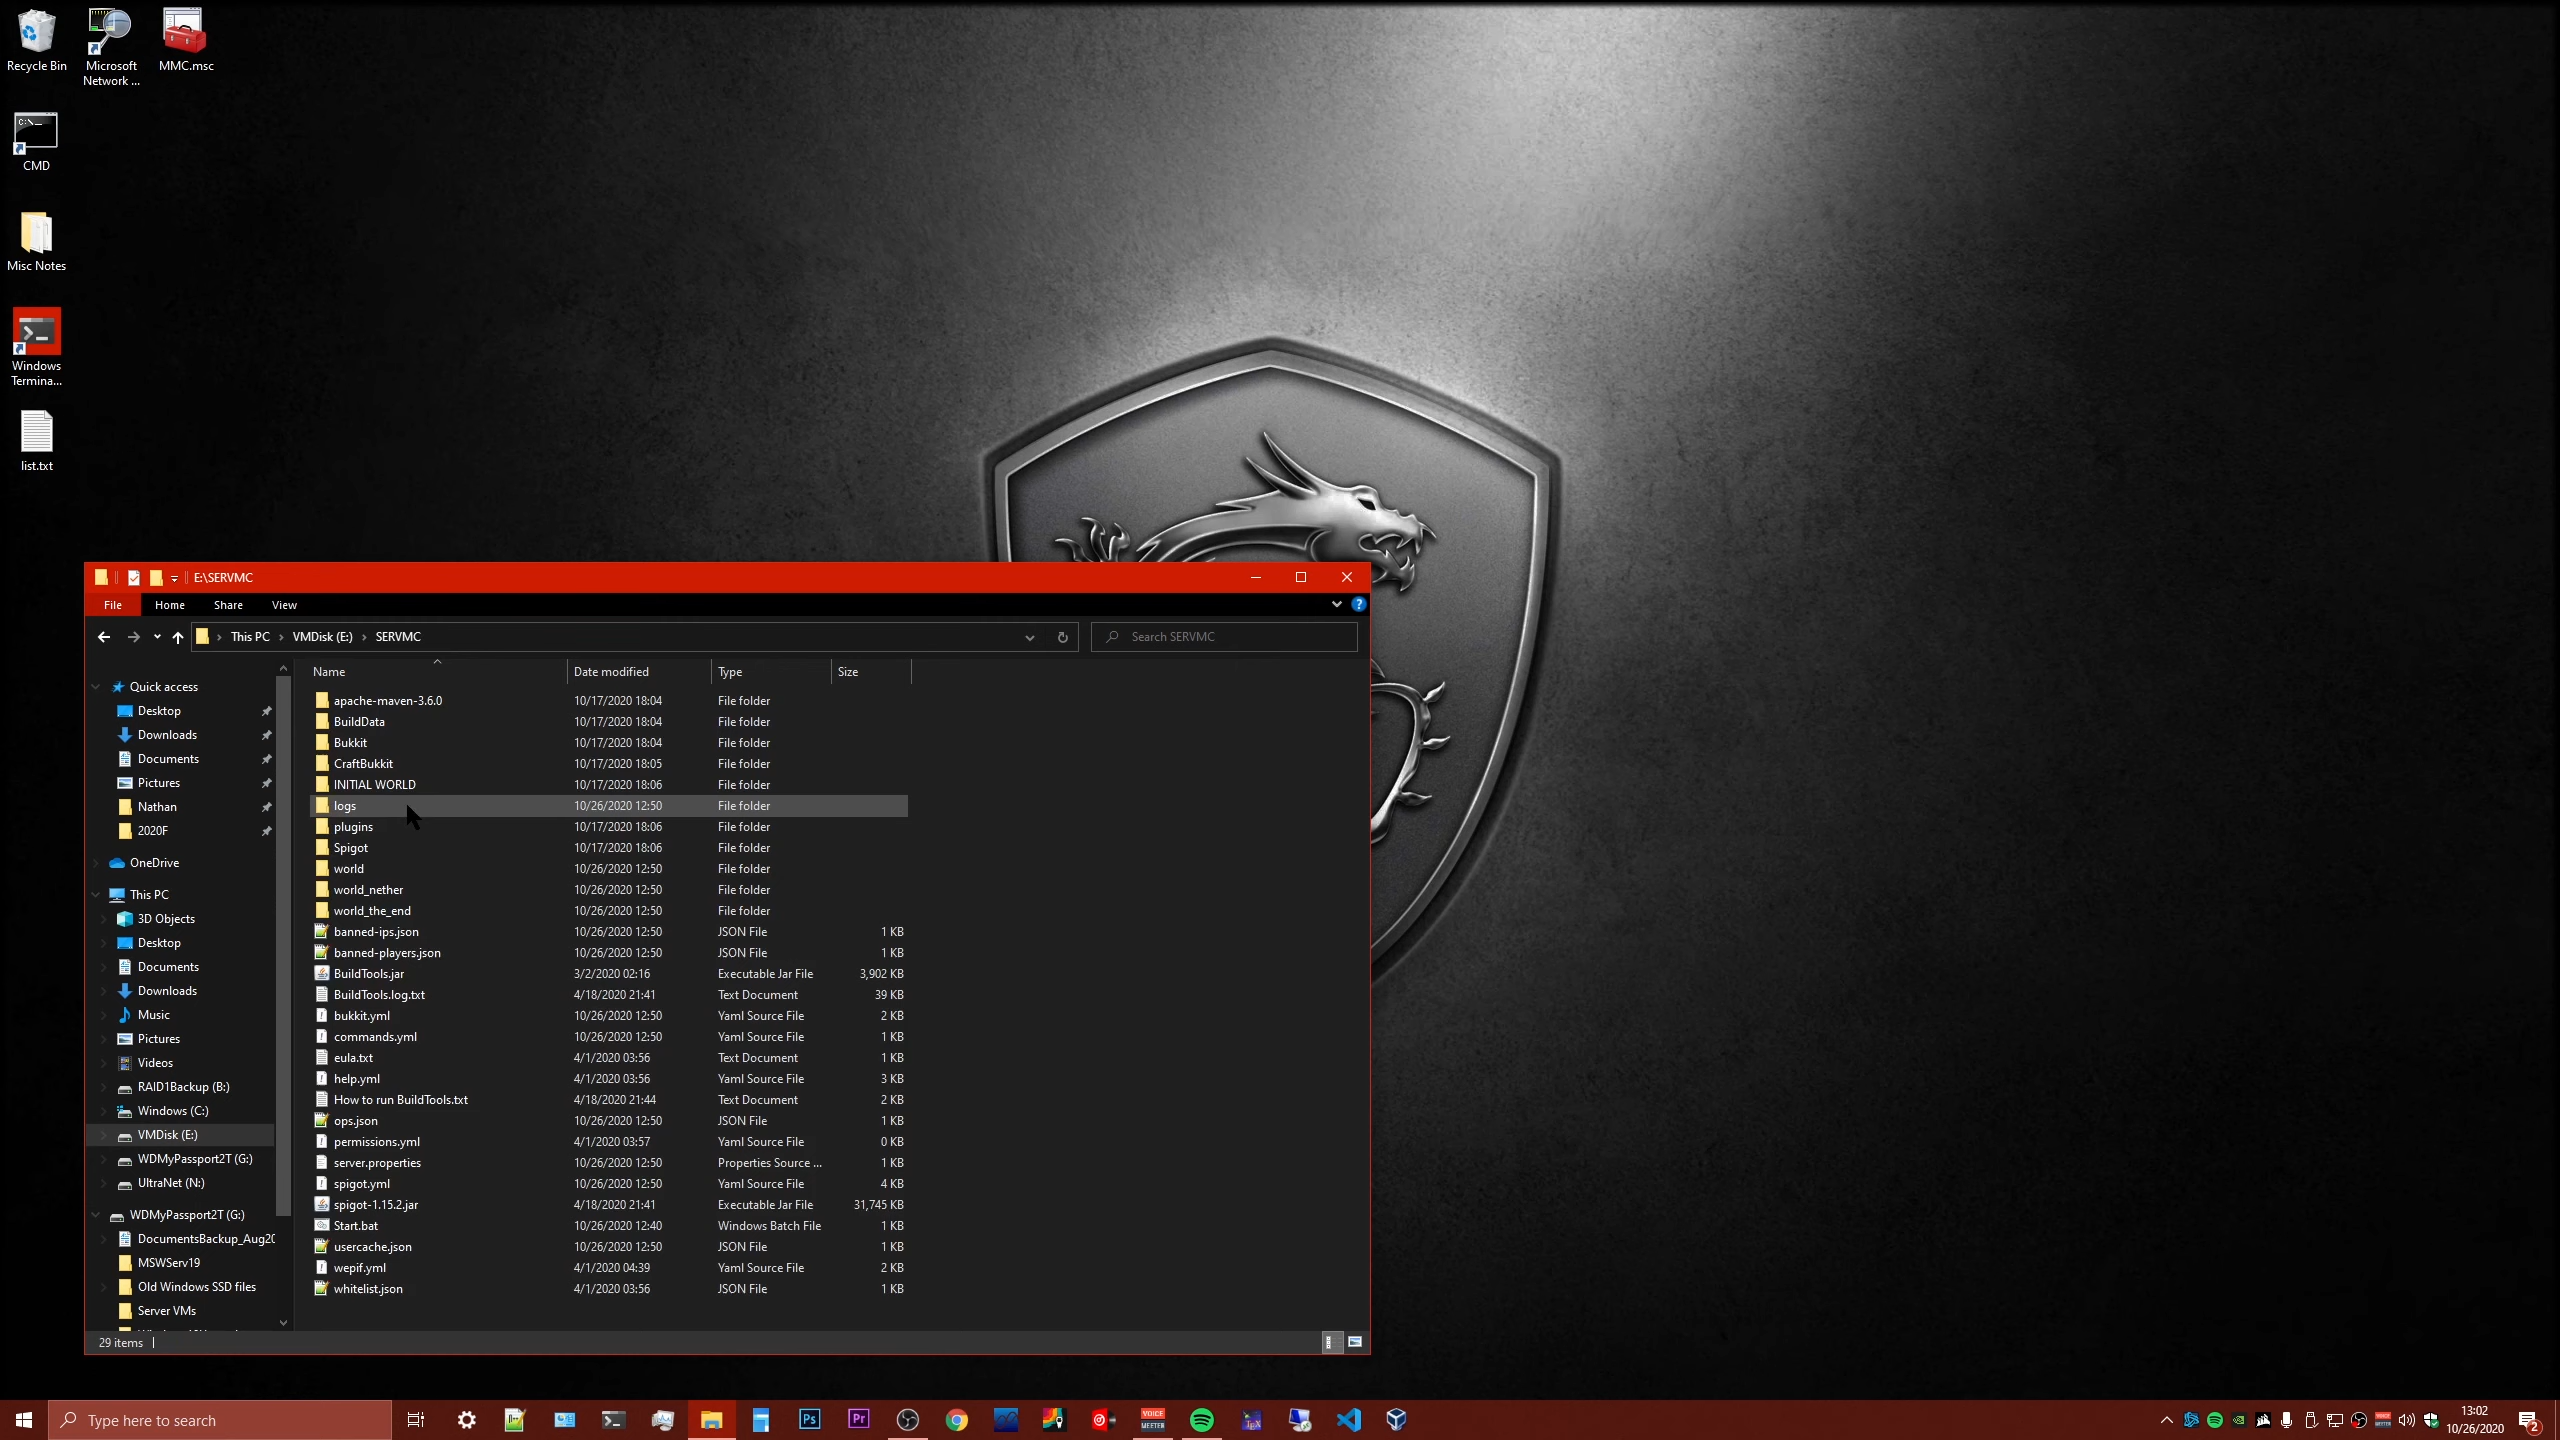 Recycle Bin
Microsoft
Network ...
MMC.msc
CMD
Misc Notes
Windows
Termina...
list.txt
E:\SERVMC
File Home Share View
This PC VMDisk (E:) SERVMC
Search SERVMC
Name Date modified Type Size
Quick access
Desktop
Downloads
Documents
Pictures
Nathan
2020F
OneDrive
This PC
3D Objects
Desktop
Documents
Downloads
Music
Pictures
Videos
RAID1Backup (B:)
Windows (C:)
VMDisk (E:)
WDMyPassport2T (G:)
UltraNet (N:)
WDMyPassport2T (G:)
DocumentsBackup_Aug20
MSWServ19
Old Windows SSD files
Server VMs
apache-maven-3.6.0 10/17/2020 18:04 File folder
BuildData 10/17/2020 18:04 File folder
Bukkit 10/17/2020 18:04 File folder
CraftBukkit 10/17/2020 18:05 File folder
INITIAL WORLD 10/17/2020 18:06 File folder
logs 10/26/2020 12:50 File folder
plugins 10/17/2020 18:06 File folder
Spigot 10/17/2020 18:06 File folder
world 10/26/2020 12:50 File folder
world_nether 10/26/2020 12:50 File folder
world_the_end 10/26/2020 12:50 File folder
banned-ips.json 10/26/2020 12:50 JSON File 1 KB
banned-players.json 10/26/2020 12:50 JSON File 1 KB
BuildTools.jar 3/2/2020 02:16 Executable Jar File 3,902 KB
BuildTools.log.txt 4/18/2020 21:41 Text Document 39 KB
bukkit.yml 10/26/2020 12:50 Yaml Source File 2 KB
commands.yml 10/26/2020 12:50 Yaml Source File 1 KB
eula.txt 4/1/2020 03:56 Text Document 1 KB
help.yml 4/1/2020 03:56 Yaml Source File 3 KB
How to run BuildTools.txt 4/18/2020 21:44 Text Document 2 KB
ops.json 10/26/2020 12:50 JSON File 1 KB
permissions.yml 4/1/2020 03:57 Yaml Source File 0 KB
server.properties 10/26/2020 12:50 Properties Source ... 1 KB
spigot.yml 10/26/2020 12:50 Yaml Source File 4 KB
spigot-1.15.2.jar 4/18/2020 21:41 Executable Jar File 31,745 KB
Start.bat 10/26/2020 12:40 Windows Batch File 1 KB
usercache.json 10/26/2020 12:50 JSON File 1 KB
wepif.yml 4/1/2020 04:39 Yaml Source File 2 KB
whitelist.json 4/1/2020 03:56 JSON File 1 KB
29 items
Type here to search
Ps
Pr
VOICE
MEETER
TEX
13:02
10/26/2020
2